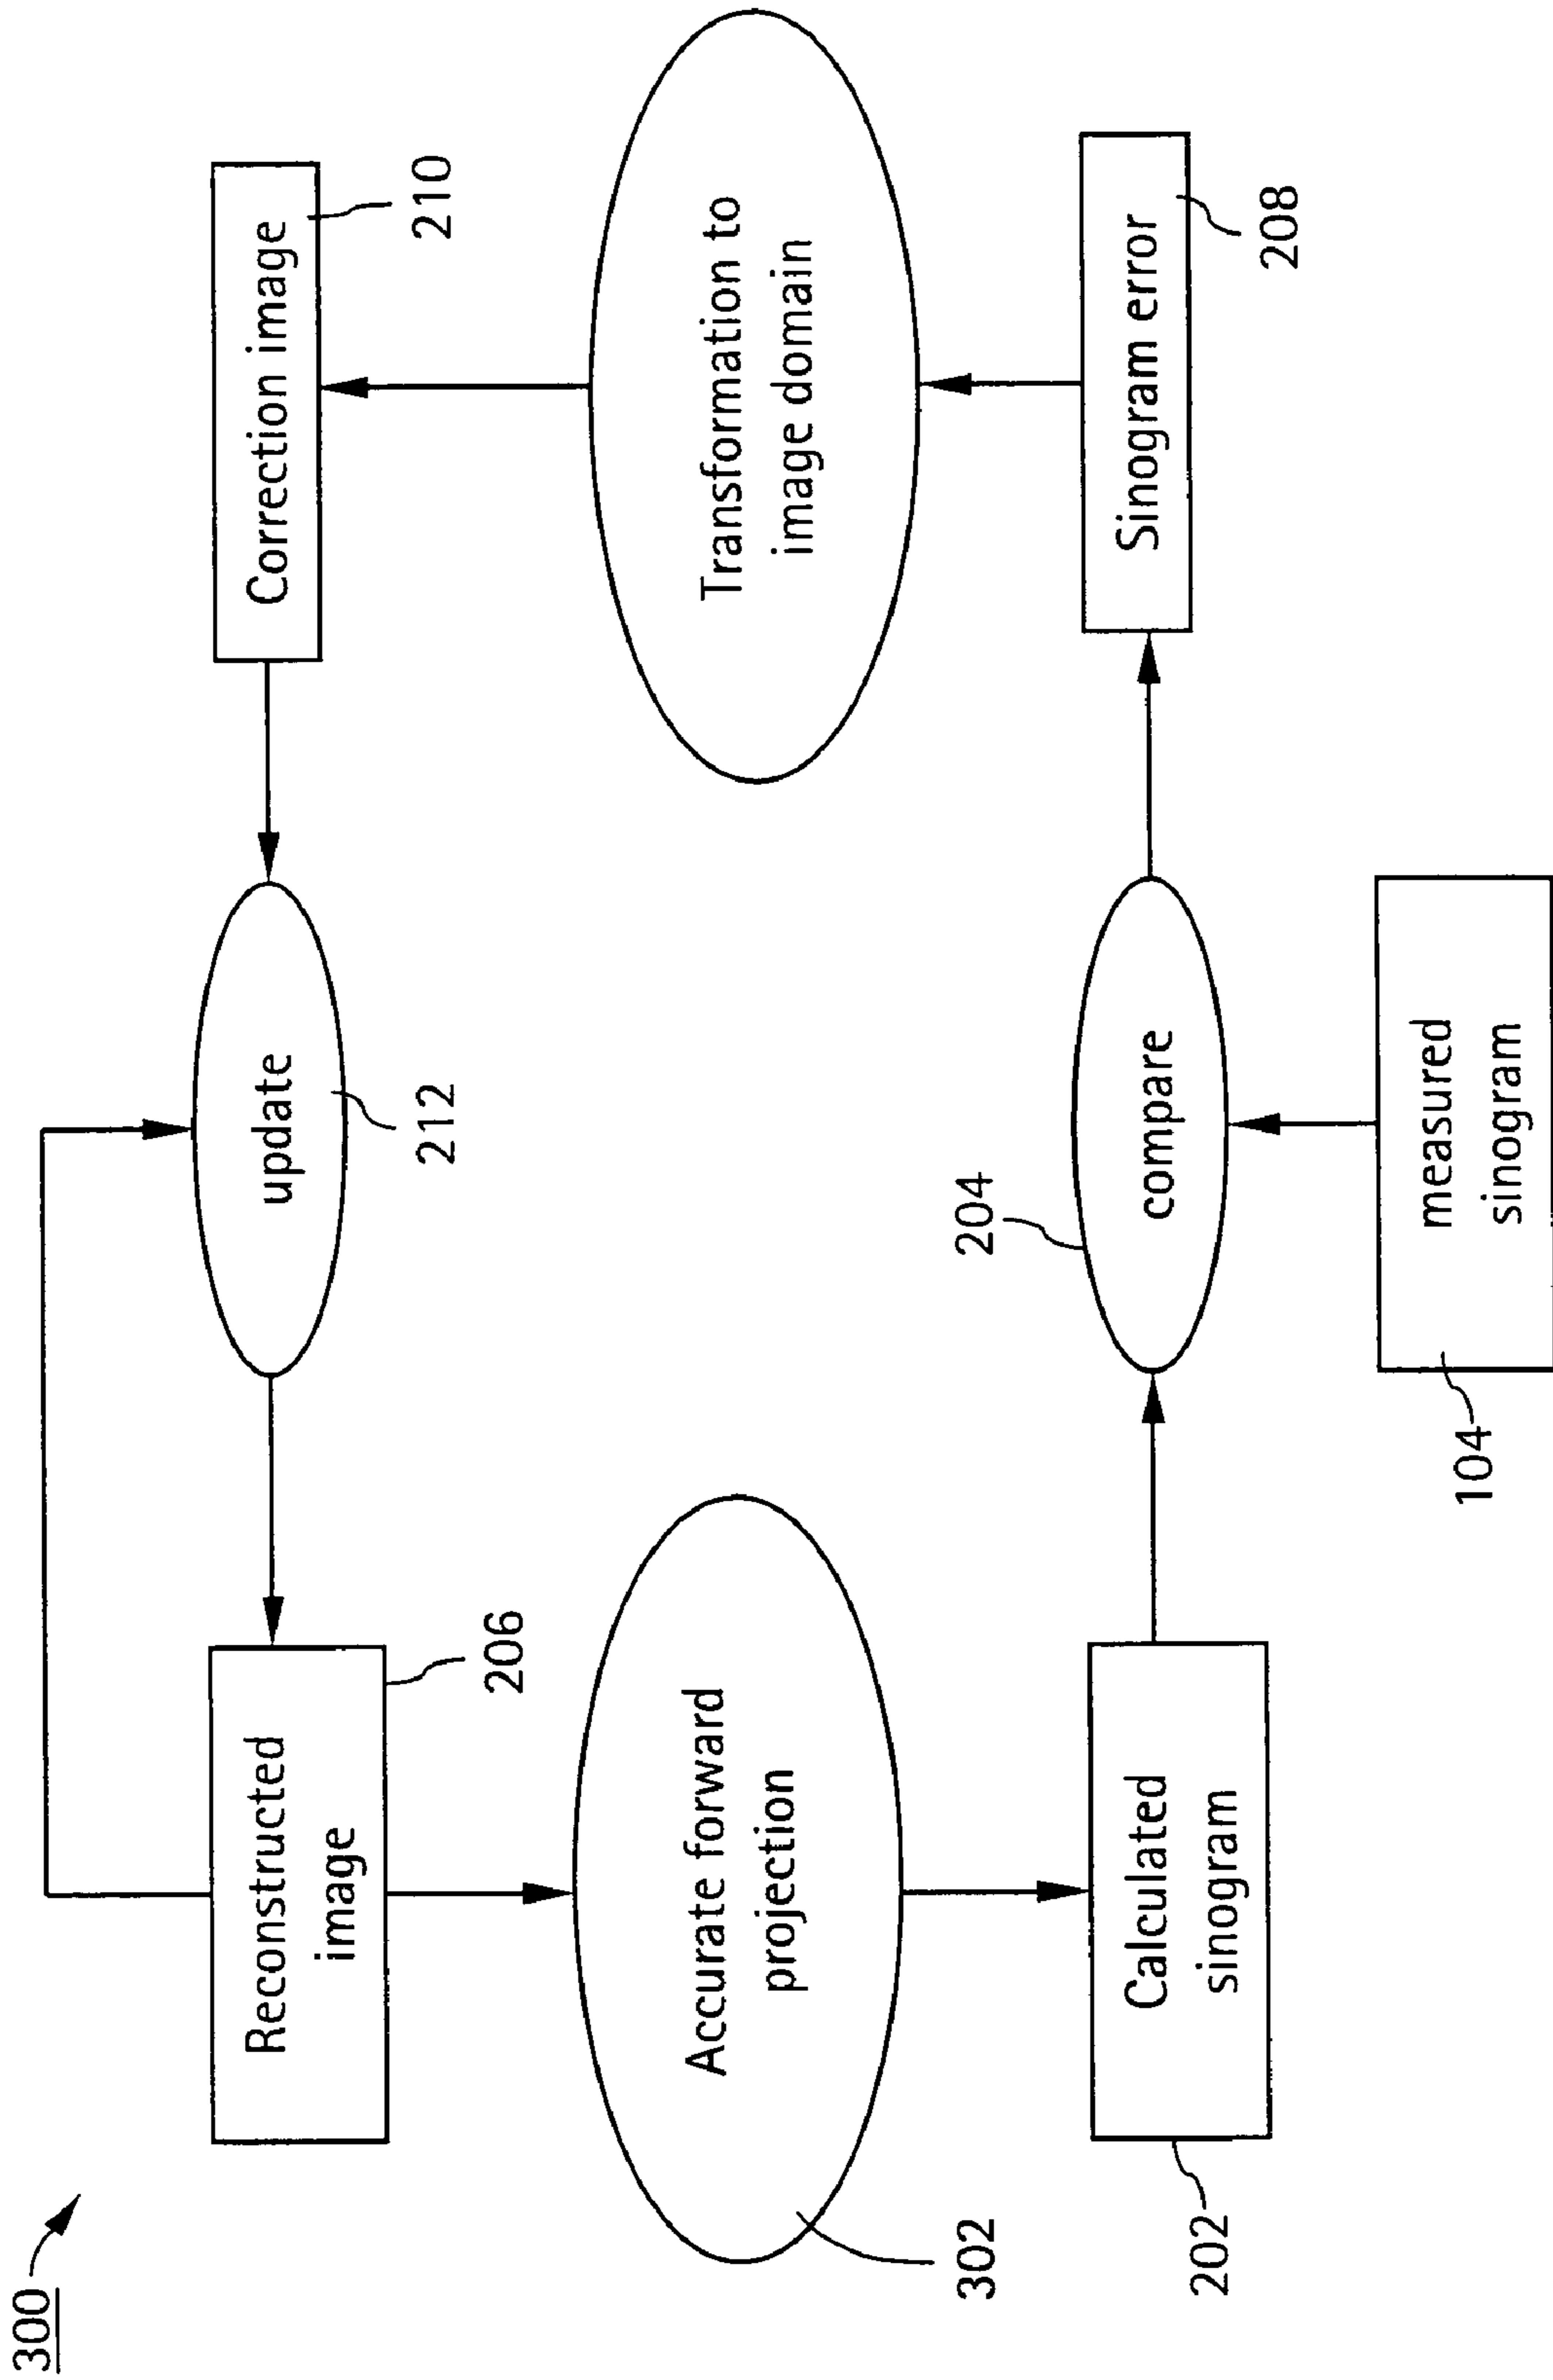 300
Reconstructed
image
206
update
212
Correction image
210
Accurate forward
projection
302
Transformation to
image domain
Calculated
sinogram
202
204
compare
Sinogram error
208
measured
sinogram
104